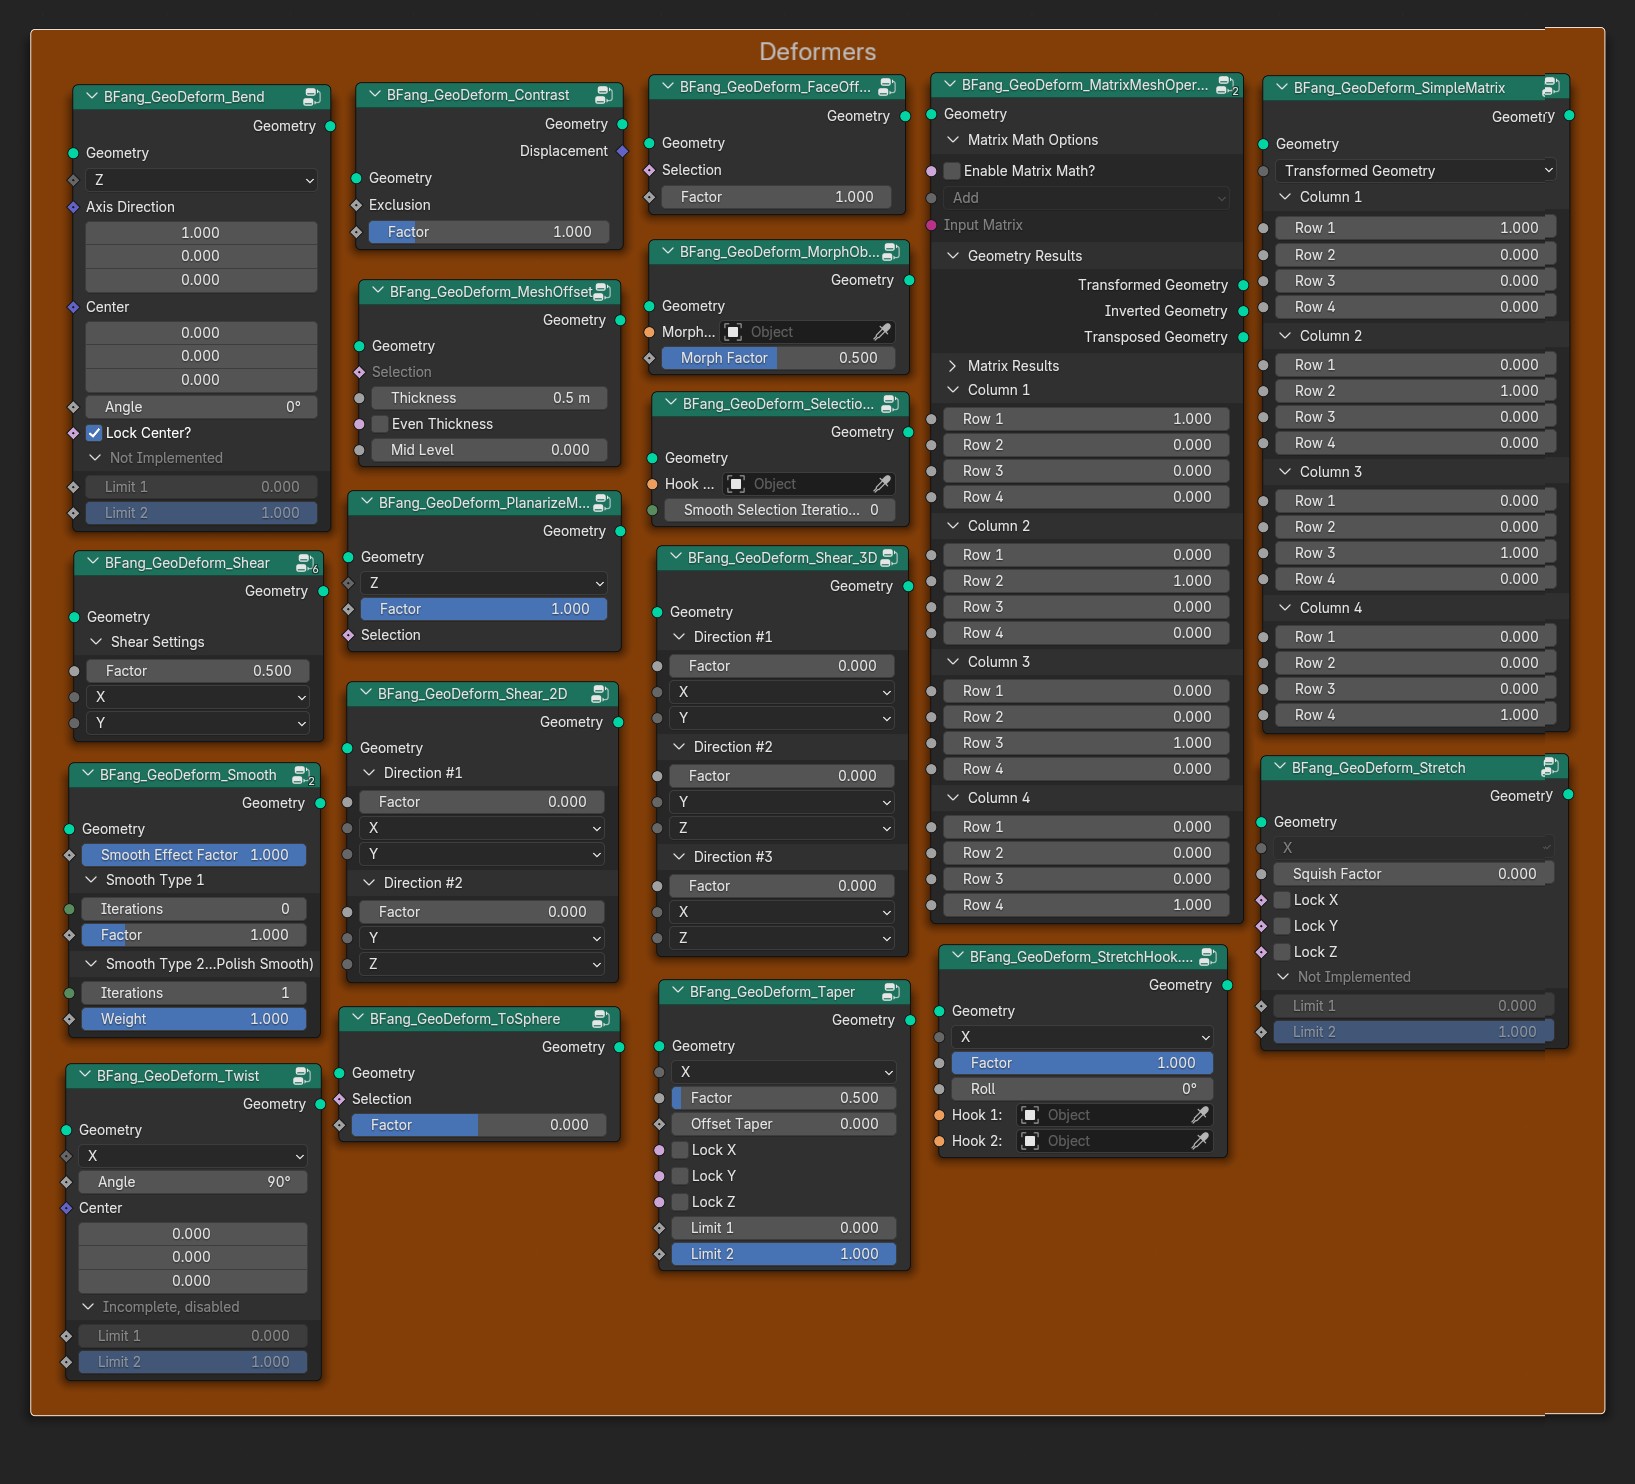 Deformers
BFang_GeoDeform_Bend
Geometry
Geometry
Z
Axis Direction
1.000
0.000
0.000
Center
0.000
0.000
0.000
Angle 0°
Lock Center?
Not Implemented
Limit 1 0.000
Limit 2 1.000
BFang_GeoDeform_Shear
6
Geometry
Geometry
Shear Settings
Factor 0.500
X
Y
BFang_GeoDeform_Smooth
2
Geometry
Geometry
Smooth Effect Factor 1.000
Smooth Type 1
Iterations 0
Factor 1.000
Smooth Type 2...Polish Smooth)
Iterations 1
Weight 1.000
BFang_GeoDeform_Twist
Geometry
Geometry
X
Angle 90°
Center
0.000
0.000
0.000
Incomplete, disabled
Limit 1 0.000
Limit 2 1.000
BFang_GeoDeform_Contrast
Geometry
Displacement
Geometry
Exclusion
Factor 1.000
BFang_GeoDeform_MeshOffset
Geometry
Geometry
Selection
Thickness 0.5 m
Even Thickness
Mid Level 0.000
BFang_GeoDeform_PlanarizeM...
Geometry
Geometry
Z
Factor 1.000
Selection
BFang_GeoDeform_Shear_2D
Geometry
Geometry
Direction #1
Factor 0.000
X
Y
Direction #2
Factor 0.000
Y
Z
BFang_GeoDeform_ToSphere
Geometry
Geometry
Selection
Factor 0.000
BFang_GeoDeform_FaceOff...
Geometry
Geometry
Selection
Factor 1.000
BFang_GeoDeform_MorphOb...
Geometry
Geometry
Morph... Object
Morph Factor 0.500
BFang_GeoDeform_Selectio...
Geometry
Geometry
Hook ... Object
Smooth Selection Iteratio... 0
BFang_GeoDeform_Shear_3D
Geometry
Geometry
Direction #1
Factor 0.000
X
Y
Direction #2
Factor 0.000
Y
Z
Direction #3
Factor 0.000
X
Z
BFang_GeoDeform_Taper
Geometry
Geometry
X
Factor 0.500
Offset Taper 0.000
Lock X
Lock Y
Lock Z
Limit 1 0.000
Limit 2 1.000
BFang_GeoDeform_MatrixMeshOper...
2
Geometry
Matrix Math Options
Enable Matrix Math?
Add
Input Matrix
Geometry Results
Transformed Geometry
Inverted Geometry
Transposed Geometry
Matrix Results
Column 1
Row 1 1.000
Row 2 0.000
Row 3 0.000
Row 4 0.000
Column 2
Row 1 0.000
Row 2 1.000
Row 3 0.000
Row 4 0.000
Column 3
Row 1 0.000
Row 2 0.000
Row 3 1.000
Row 4 0.000
Column 4
Row 1 0.000
Row 2 0.000
Row 3 0.000
Row 4 1.000
BFang_GeoDeform_StretchHook....
Geometry
Geometry
X
Factor 1.000
Roll 0°
Hook 1: Object
Hook 2: Object
BFang_GeoDeform_SimpleMatrix
Geometry
Geometry
Transformed Geometry
Column 1
Row 1 1.000
Row 2 0.000
Row 3 0.000
Row 4 0.000
Column 2
Row 1 0.000
Row 2 1.000
Row 3 0.000
Row 4 0.000
Column 3
Row 1 0.000
Row 2 0.000
Row 3 1.000
Row 4 0.000
Column 4
Row 1 0.000
Row 2 0.000
Row 3 0.000
Row 4 1.000
BFang_GeoDeform_Stretch
Geometry
Geometry
X
Squish Factor 0.000
Lock X
Lock Y
Lock Z
Not Implemented
Limit 1 0.000
Limit 2 1.000